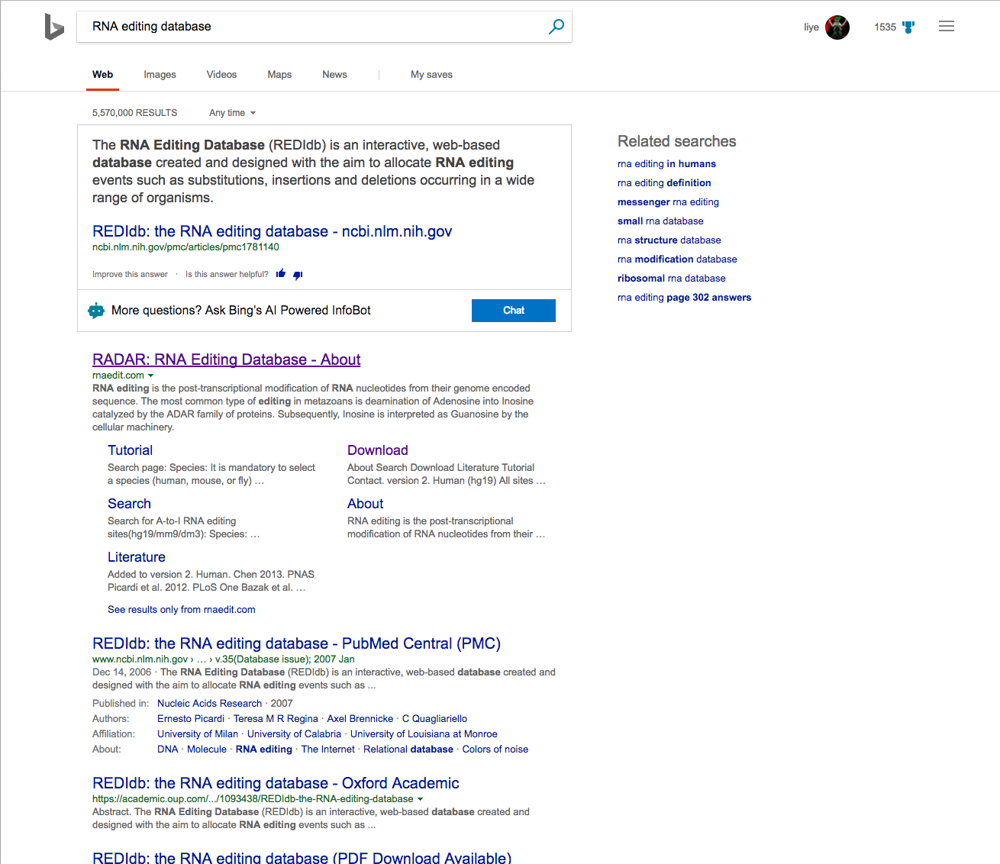 RNA editing database
liye
1535
Web Images Videos Maps News | My saves
5,570,000 RESULTS Any time
The RNA Editing Database (REDIdb) is an interactive, web-based
database created and designed with the aim to allocate RNA editing
events such as substitutions, insertions and deletions occurring in a wide
range of organisms.
REDIdb: the RNA editing database - ncbi.nlm.nih.gov
ncbi.nlm.nih.gov/pmc/articles/pmc1781140
Improve this answer · Is this answer helpful?
More questions? Ask Bing's AI Powered InfoBot
Chat
Related searches
rna editing in humans
rna editing definition
messenger rna editing
small rna database
rna structure database
rna modification database
ribosomal rna database
rna editing page 302 answers
RADAR: RNA Editing Database - About
rnaedit.com
RNA editing is the post-transcriptional modification of RNA nucleotides from their genome encoded
sequence. The most common type of editing in metazoans is deamination of Adenosine into Inosine
catalyzed by the ADAR family of proteins. Subsequently, Inosine is interpreted as Guanosine by the
cellular machinery.
Tutorial
Search page: Species: It is mandatory to select
a species (human, mouse, or fly) ...
Download
About Search Download Literature Tutorial
Contact. version 2. Human (hg19) All sites ...
Search
Search for A-to-I RNA editing
sites(hg19/mm9/dm3): Species: ...
About
RNA editing is the post-transcriptional
modification of RNA nucleotides from their ...
Literature
Added to version 2. Human. Chen 2013. PNAS
Picardi et al. 2012. PLoS One Bazak et al. ...
See results only from rnaedit.com
REDIdb: the RNA editing database - PubMed Central (PMC)
www.ncbi.nlm.nih.gov › ... › v.35(Database issue); 2007 Jan
Dec 14, 2006 · The RNA Editing Database (REDIdb) is an interactive, web-based database created and
designed with the aim to allocate RNA editing events such as ...
Published in: Nucleic Acids Research · 2007
Authors: Ernesto Picardi · Teresa M R Regina · Axel Brennicke · C Quagliariello
Affiliation: University of Milan · University of Calabria · University of Louisiana at Monroe
About: DNA · Molecule · RNA editing · The Internet · Relational database · Colors of noise
REDIdb: the RNA editing database - Oxford Academic
https://academic.oup.com/.../1093438/REDIdb-the-RNA-editing-database
Abstract. The RNA Editing Database (REDIdb) is an interactive, web-based database created and
designed with the aim to allocate RNA editing events such as ...
REDIdb: the RNA editing database (PDF Download Available)